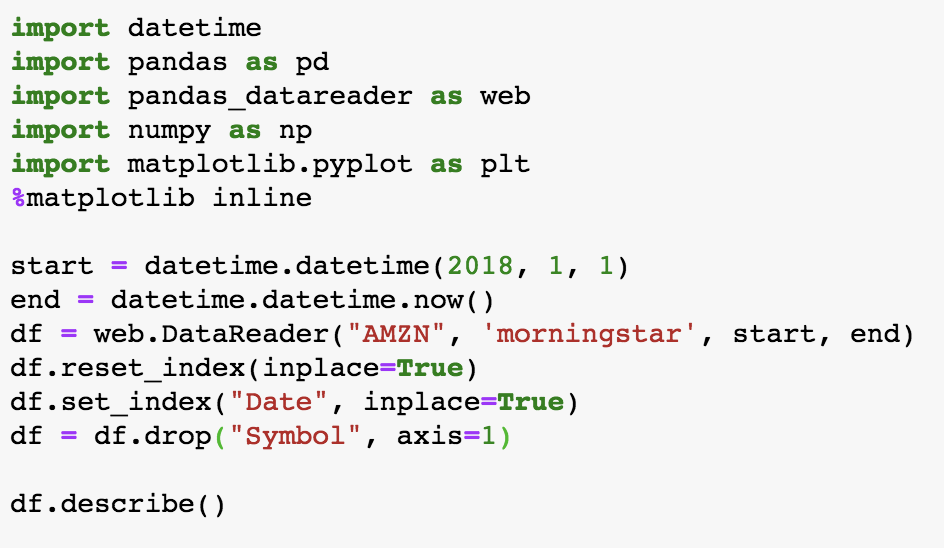 import datetime
import pandas as pd
import pandas_datareader as web
import numpy as np
import matplotlib.pyplot as plt
%matplotlib inline
start = datetime.datetime(2018, 1, 1)
end = datetime.datetime.now()
df = web.DataReader("AMZN", 'morningstar', start, end)
df.reset_index(inplace=True)
df.set_index("Date", inplace=True)
df = df.drop("Symbol", axis=1)
df.describe()